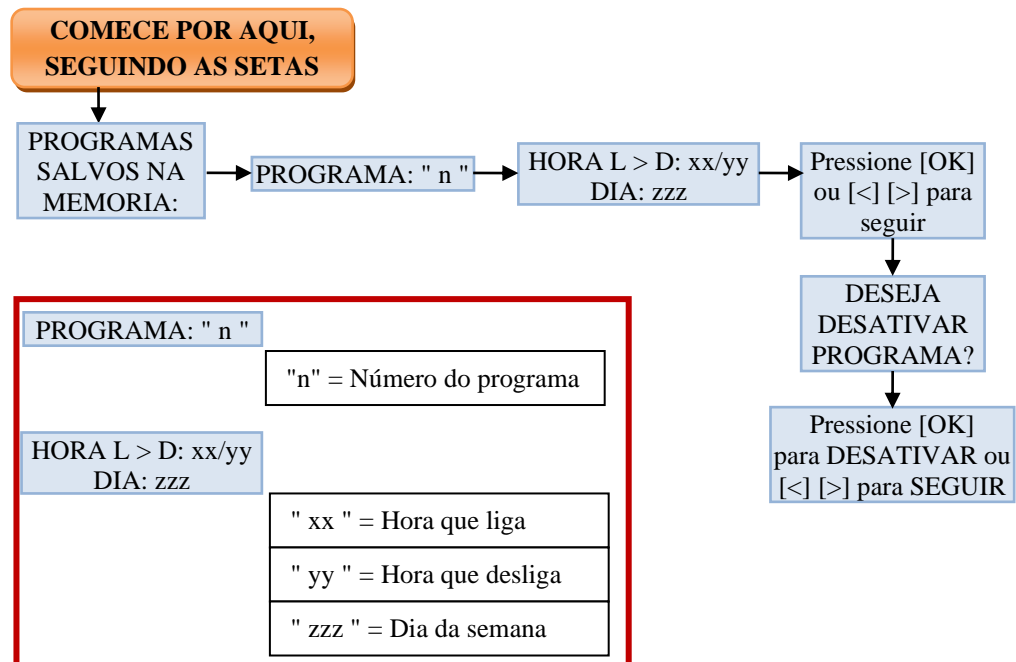 COMECE POR AQUI,
SEGUINDO AS SETAS
PROGRAMAS
SALVOS NA
MEMORIA:
PROGRAMA: " n "
HORA L > D: xx/yy
DIA: zzz
Pressione [OK]
ou [<] [>] para
seguir
DESEJA
DESATIVAR
PROGRAMA?
Pressione [OK]
para DESATIVAR ou
[<] [>] para SEGUIR
PROGRAMA: " n "
"n" = Número do programa
HORA L > D: xx/yy
DIA: zzz
" xx " = Hora que liga
" yy " = Hora que desliga
" zzz " = Dia da semana